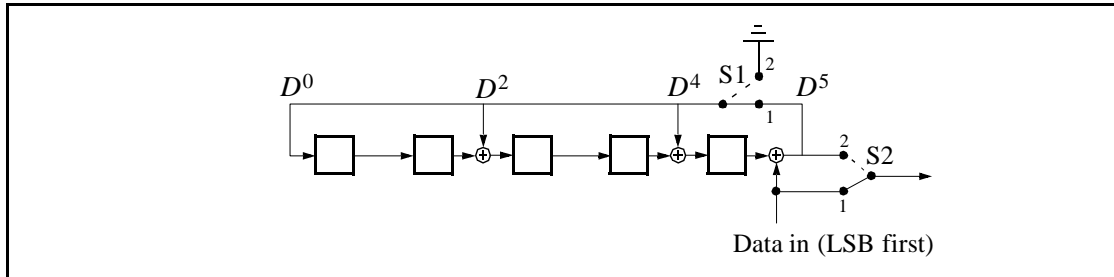 2
S1
D⁰ D² D⁴ D⁵
1
2
S2
1
Data in (LSB first)